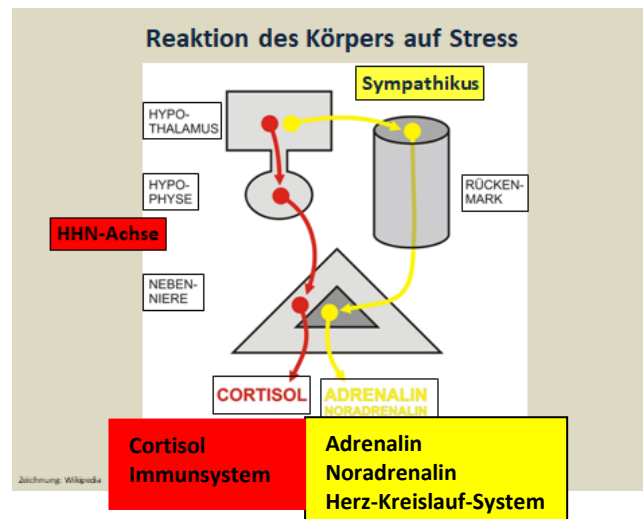 Reaktion des Körpers auf Stress
Sympathikus
HYPO-
THALAMUS
HYPO-
PHYSE
RÜCKEN-
MARK
HHN-Achse
NEBEN-
NIERE
CORTISOL
ADRENALIN
NORADRENALIN
Cortisol
Immunsystem
Adrenalin
Noradrenalin
Herz-Kreislauf-System
Zeichnung: Wikipedia